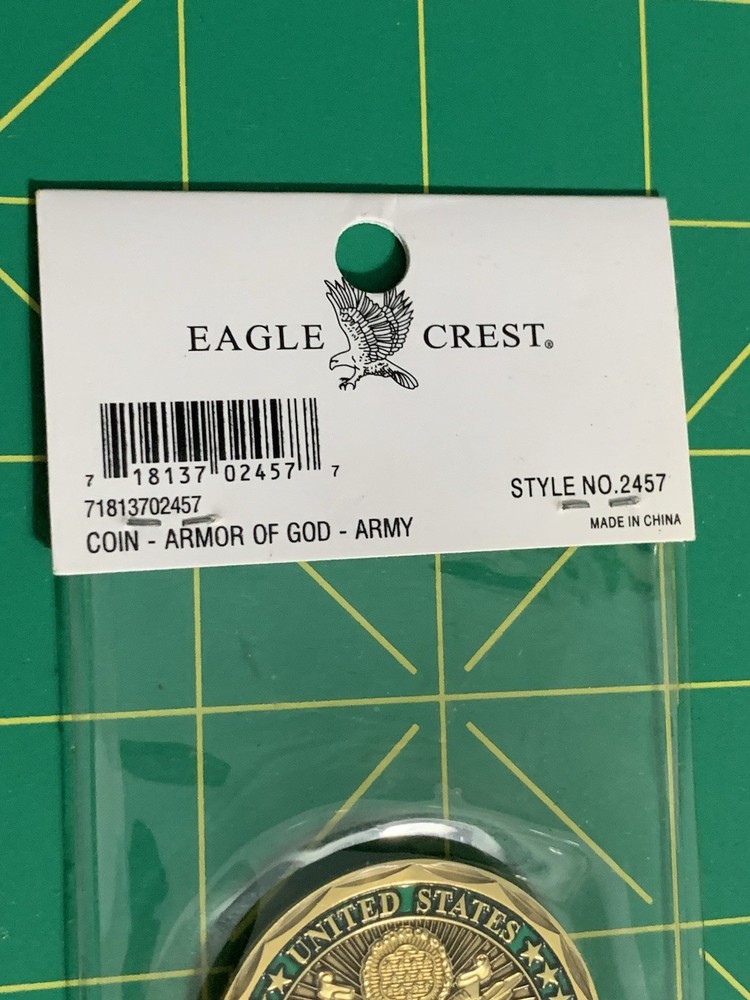 EAGLE CREST®
7 18137 02457 7
71813702457
STYLE NO.2457
COIN - ARMOR OF GOD - ARMY
MADE IN CHINA
UNITED STATES